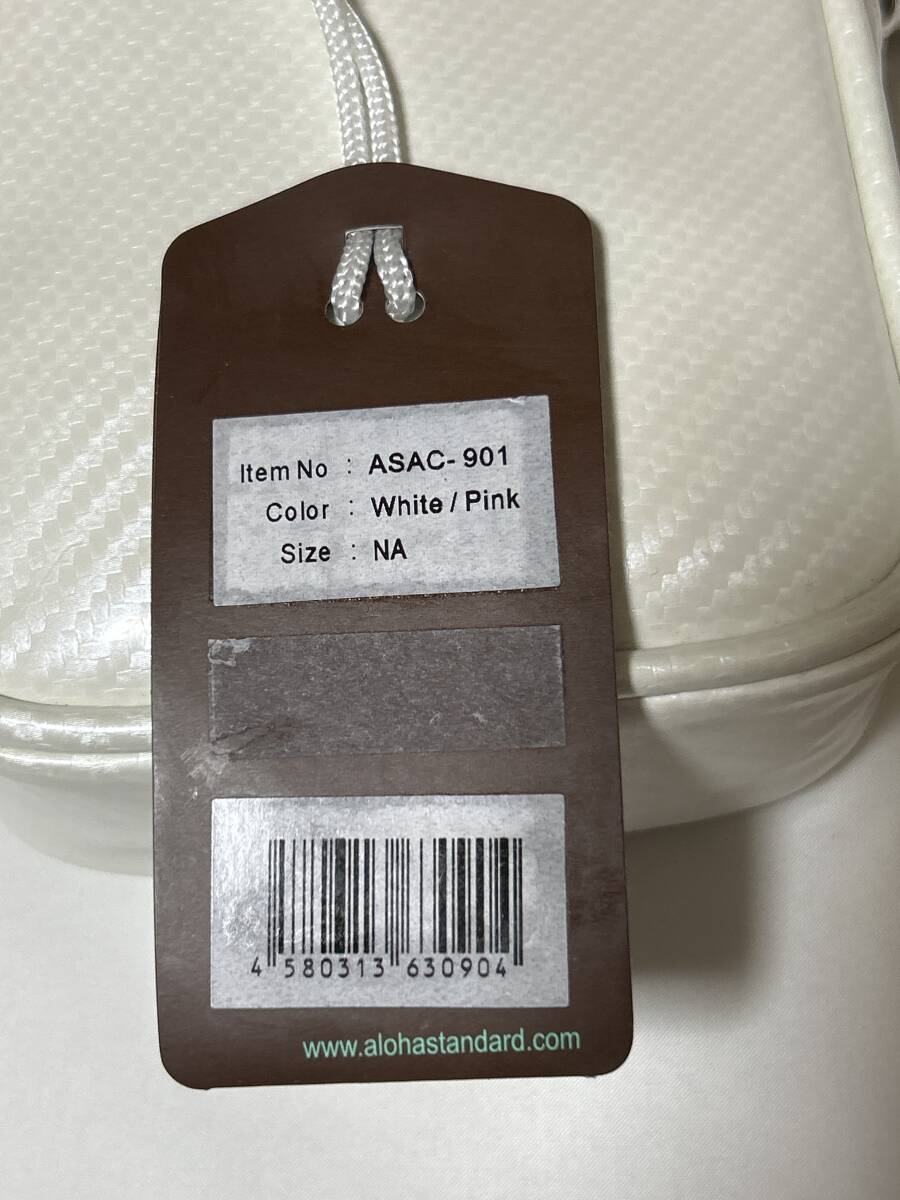 Item No : ASAC-901
Color : White / Pink
Size : NA
4 580313 630904
www.alohastandard.com